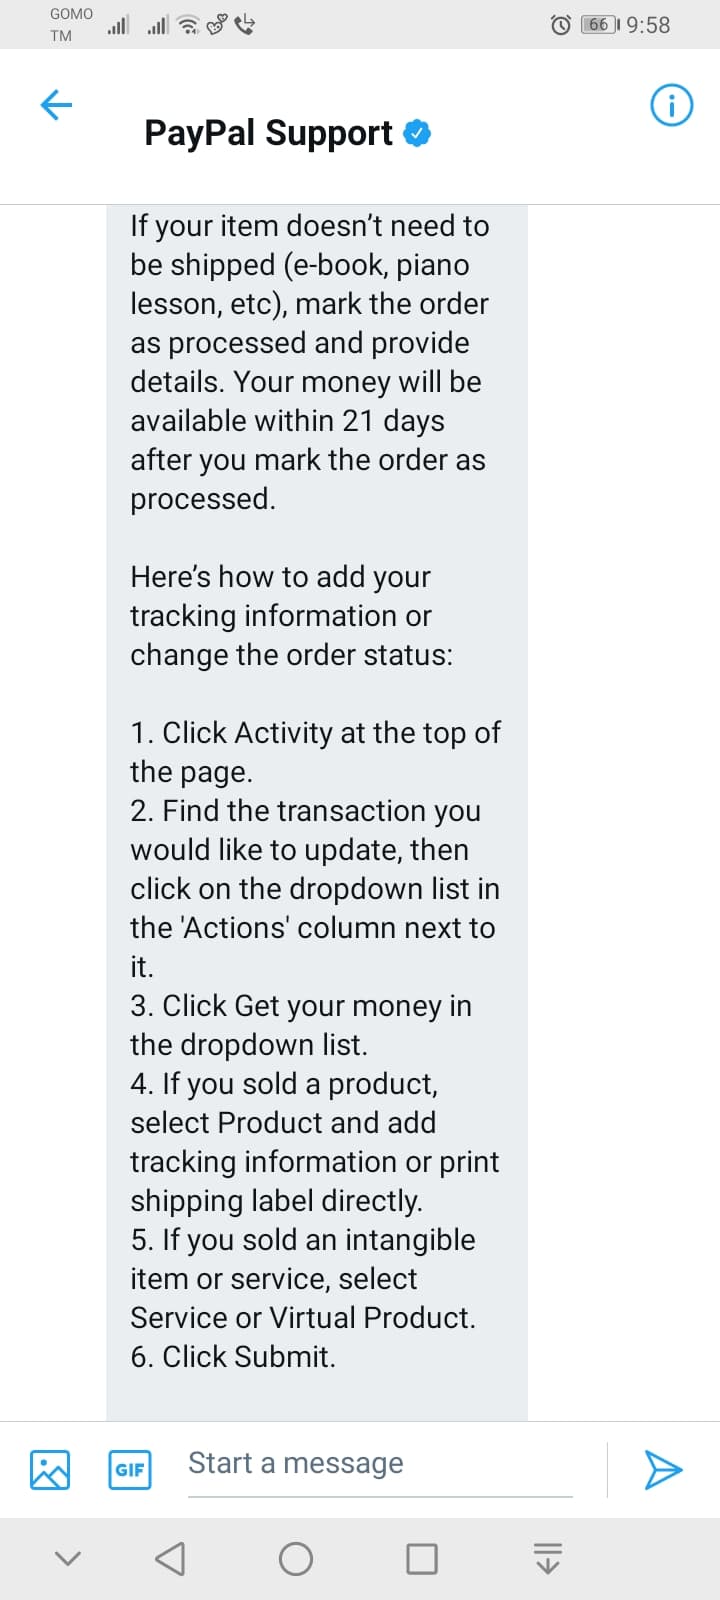 GOMO
TM
66
9:58
PayPal Support
If your item doesn’t need to
be shipped (e-book, piano
lesson, etc), mark the order
as processed and provide
details. Your money will be
available within 21 days
after you mark the order as
processed.
Here’s how to add your
tracking information or
change the order status:
1. Click Activity at the top of
the page.
2. Find the transaction you
would like to update, then
click on the dropdown list in
the 'Actions' column next to
it.
3. Click Get your money in
the dropdown list.
4. If you sold a product,
select Product and add
tracking information or print
shipping label directly.
5. If you sold an intangible
item or service, select
Service or Virtual Product.
6. Click Submit.
GIF
Start a message